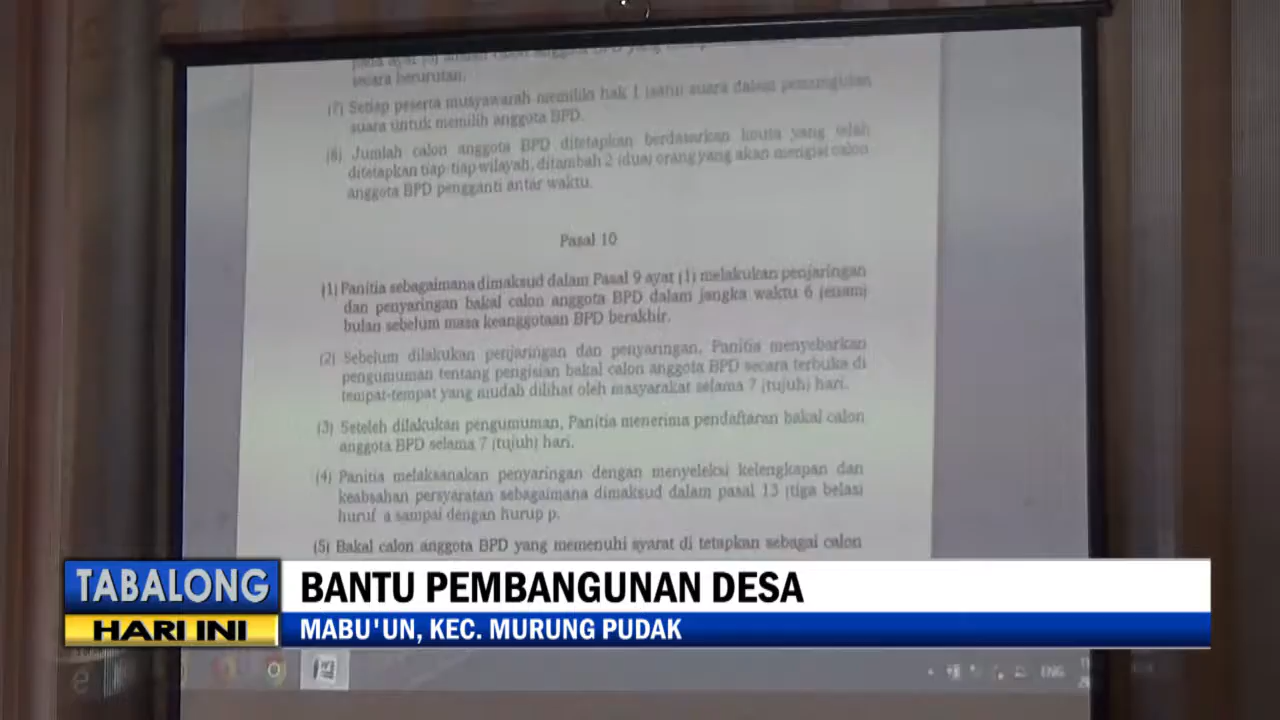 secara berurutan.
(7) Setiap peserta musyawarah memiliki hak 1 (satu) suara dalam pemungutan
suara untuk memilih anggota BPD.
(8) Jumlah calon anggota BPD ditetapkan berdasarkan kouta yang telah
ditetapkan tiap-tiap wilayah, ditambah 2 (dua) orang yang akan mengisi calon
anggota BPD pengganti antar waktu.
Pasal 10
(1) Panitia sebagaimana dimaksud dalam Pasal 9 ayat (1) melakukan penjaringan
dan penyaringan bakal calon anggota BPD dalam jangka waktu 6 (enam)
bulan sebelum masa keanggotaan BPD berakhir.
(2) Sebelum dilakukan penjaringan dan penyaringan, Panitia menyebarkan
pengumuman tentang pengisian bakal calon anggota BPD secara terbuka di
tempat-tempat yang mudah dilihat oleh masyarakat selama 7 (tujuh) hari.
(3) Seteleh dilakukan pengumuman, Panitia menerima pendaftaran bakal calon
anggota BPD selama 7 (tujuh) hari.
(4) Panitia melaksanakan penyaringan dengan menyeleksi kelengkapan dan
keabsahan persyaratan sebagaimana dimaksud dalam pasal 13 (tiga belas)
huruf a sampai dengan hurup p.
(5) Bakal calon anggota BPD yang memenuhi syarat di tetapkan sebagai calon
TABALONG
HARI INI
BANTU PEMBANGUNAN DESA
MABU'UN, KEC. MURUNG PUDAK
ENG